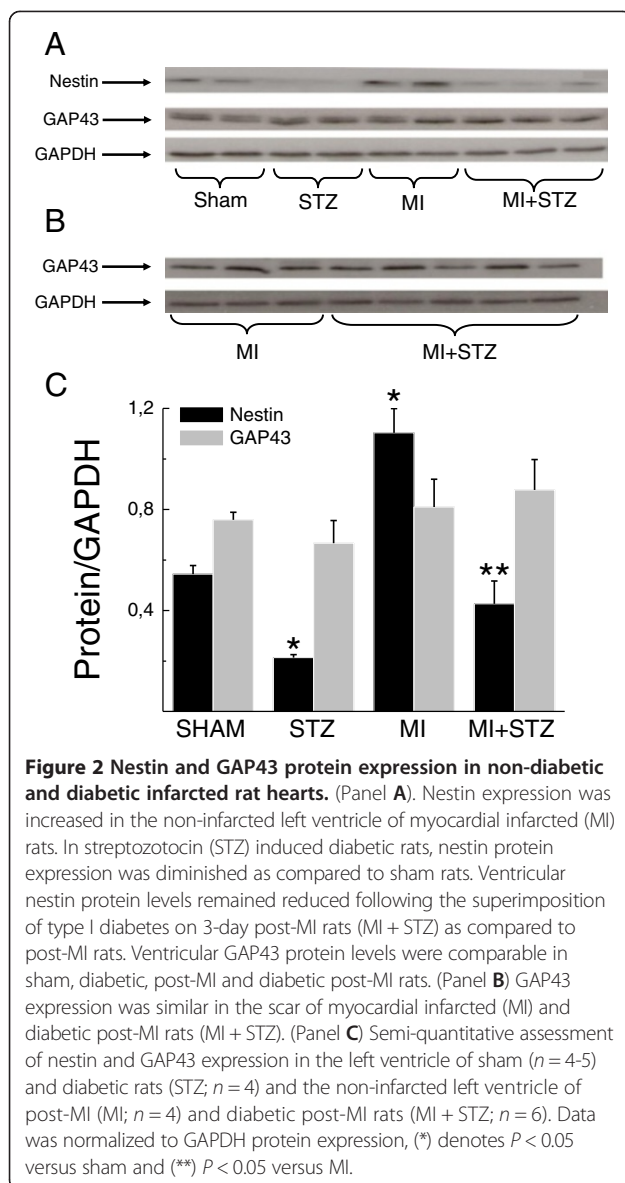 A
Nestin
GAP43
GAPDH
Sham STZ MI MI+STZ
B
GAP43
GAPDH
MI MI+STZ
C
Nestin
GAP43
Protein/GAPDH
1,2
0,8
0,4
*
*
**
SHAM STZ MI MI+STZ
Figure 2 Nestin and GAP43 protein expression in non-diabetic
and diabetic infarcted rat hearts. (Panel A). Nestin expression was
increased in the non-infarcted left ventricle of myocardial infarcted (MI)
rats. In streptozotocin (STZ) induced diabetic rats, nestin protein
expression was diminished as compared to sham rats. Ventricular
nestin protein levels remained reduced following the superimposition
of type I diabetes on 3-day post-MI rats (MI + STZ) as compared to
post-MI rats. Ventricular GAP43 protein levels were comparable in
sham, diabetic, post-MI and diabetic post-MI rats. (Panel B) GAP43
expression was similar in the scar of myocardial infarcted (MI) and
diabetic post-MI rats (MI + STZ). (Panel C) Semi-quantitative assessment
of nestin and GAP43 expression in the left ventricle of sham (n = 4-5)
and diabetic rats (STZ; n = 4) and the non-infarcted left ventricle of
post-MI (MI; n = 4) and diabetic post-MI rats (MI + STZ; n = 6). Data
was normalized to GAPDH protein expression, (*) denotes P < 0.05
versus sham and (**) P < 0.05 versus MI.